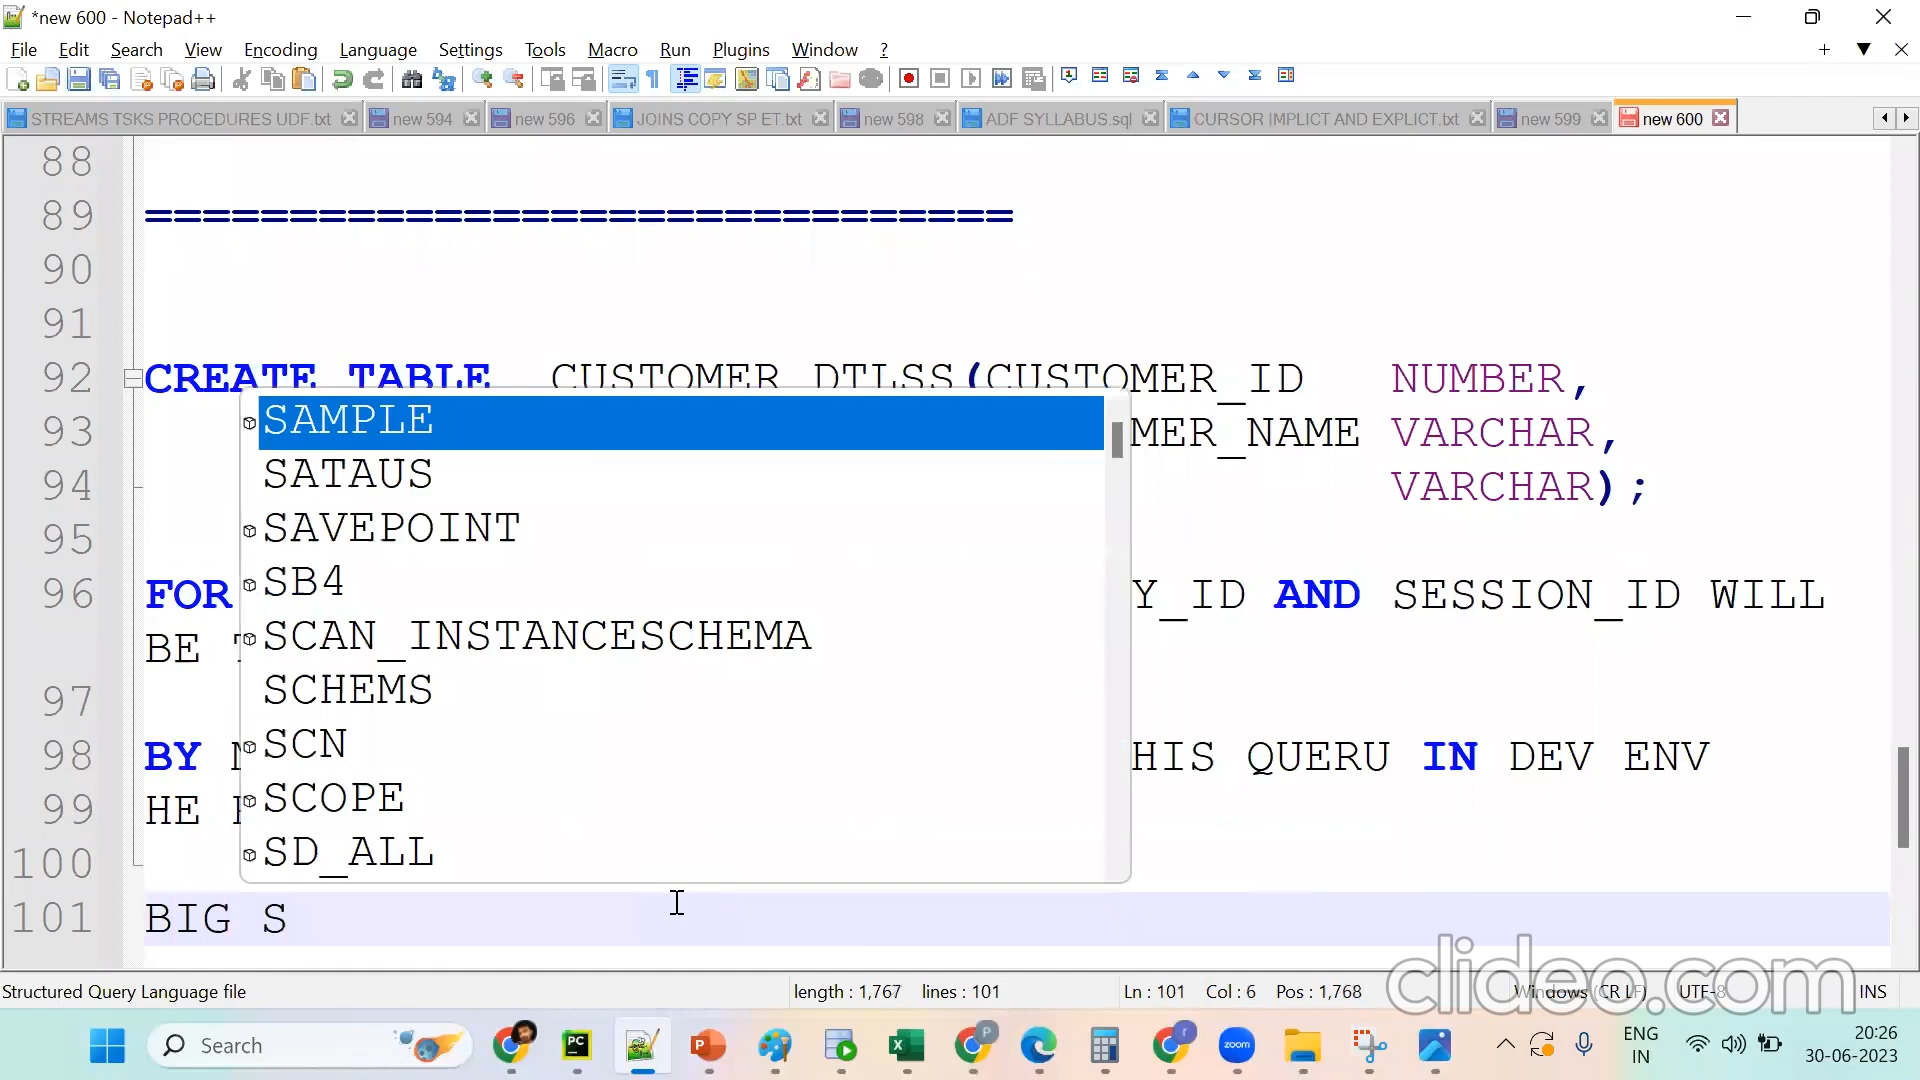 *new 600 - Notepad++
File Edit Search View Encoding Language Settings Tools Macro Run Plugins Window ?
STREAMS TSKS PROCEDURES UDF.txt new 594 new 596 JOINS COPY SP ET.txt new 598 ADF SYLLABUS.sql CURSOR IMPLICT AND EXPLICT.txt new 599 new 600
88
89 ==============================
90
91
92 CREATE TABLE CUSTOMER_DTLSS(CUSTOMER_ID NUMBER,
93 MER_NAME VARCHAR,
94 VARCHAR);
95
96 FOR Y_ID AND SESSION_ID WILL
BE
97
98 BY HIS QUERU IN DEV ENV
99 HE
100
101 BIG S
SAMPLE
SATAUS
SAVEPOINT
SB4
SCAN_INSTANCESCHEMA
SCHEMS
SCN
SCOPE
SD_ALL
clideo.com
Structured Query Language file length : 1,767 lines : 101 Ln : 101 Col : 6 Pos : 1,768 Windows (CR LF) UTF-8 INS
Search PC P r zoom ENG 20:26
IN 30-06-2023